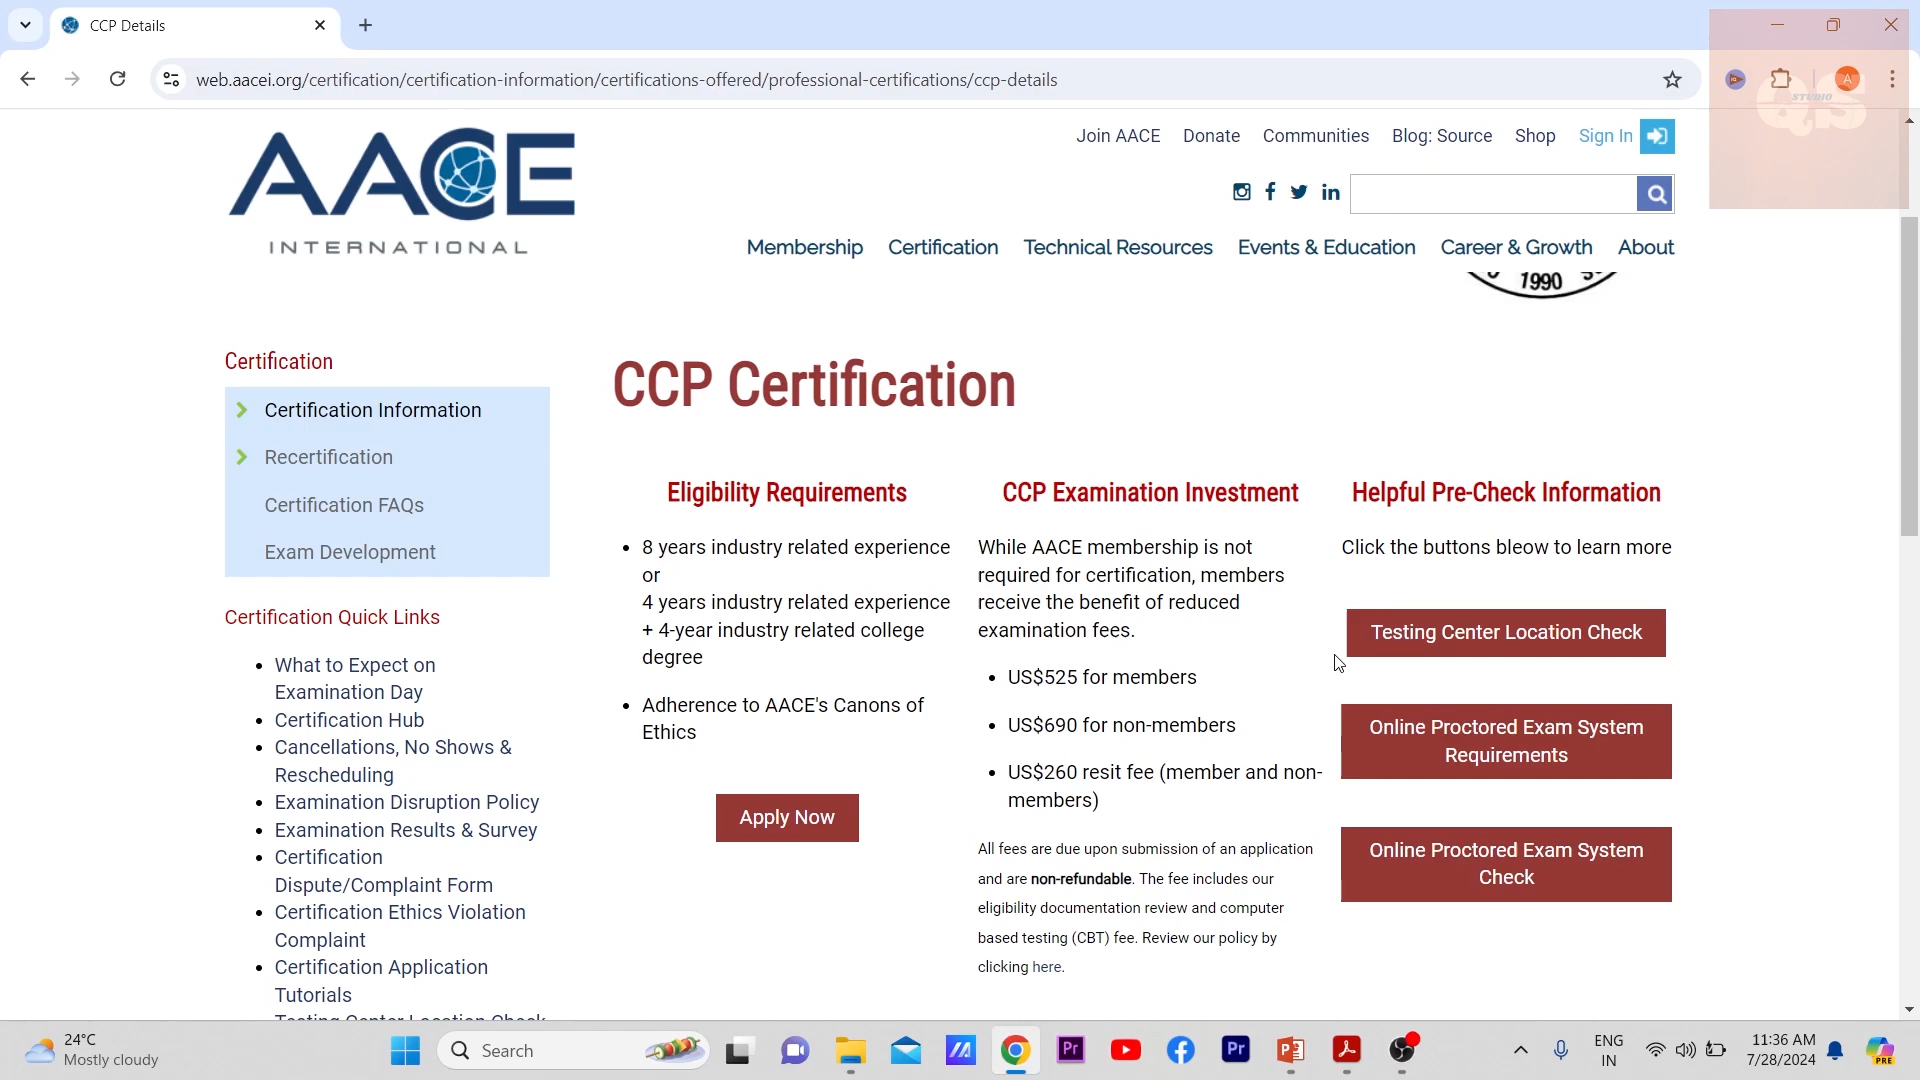 CCP Details
web.aacei.org/certification/certification-information/certifications-offered/professional-certifications/ccp-details
A
STUDIO
QS
AACE
INTERNATIONAL
Join AACE Donate Communities Blog: Source Shop Sign In
Membership Certification Technical Resources Events & Education Career & Growth About
1990
Certification
Certification Information
Recertification
Certification FAQs
Exam Development
Certification Quick Links
What to Expect on
Examination Day
Certification Hub
Cancellations, No Shows &
Rescheduling
Examination Disruption Policy
Examination Results & Survey
Certification
Dispute/Complaint Form
Certification Ethics Violation
Complaint
Certification Application
Tutorials
Testing Center Location Check
CCP Certification
Eligibility Requirements
8 years industry related experience
or
4 years industry related experience
+ 4-year industry related college
degree
Adherence to AACE's Canons of
Ethics
Apply Now
CCP Examination Investment
While AACE membership is not
required for certification, members
receive the benefit of reduced
examination fees.
US$525 for members
US$690 for non-members
US$260 resit fee (member and non-
members)
All fees are due upon submission of an application
and are non-refundable. The fee includes our
eligibility documentation review and computer
based testing (CBT) fee. Review our policy by
clicking here.
Helpful Pre-Check Information
Click the buttons bleow to learn more
Testing Center Location Check
Online Proctored Exam System
Requirements
Online Proctored Exam System
Check
24°C
Mostly cloudy
Search
Pr
Pr
ENG
IN
11:36 AM
7/28/2024
PRE